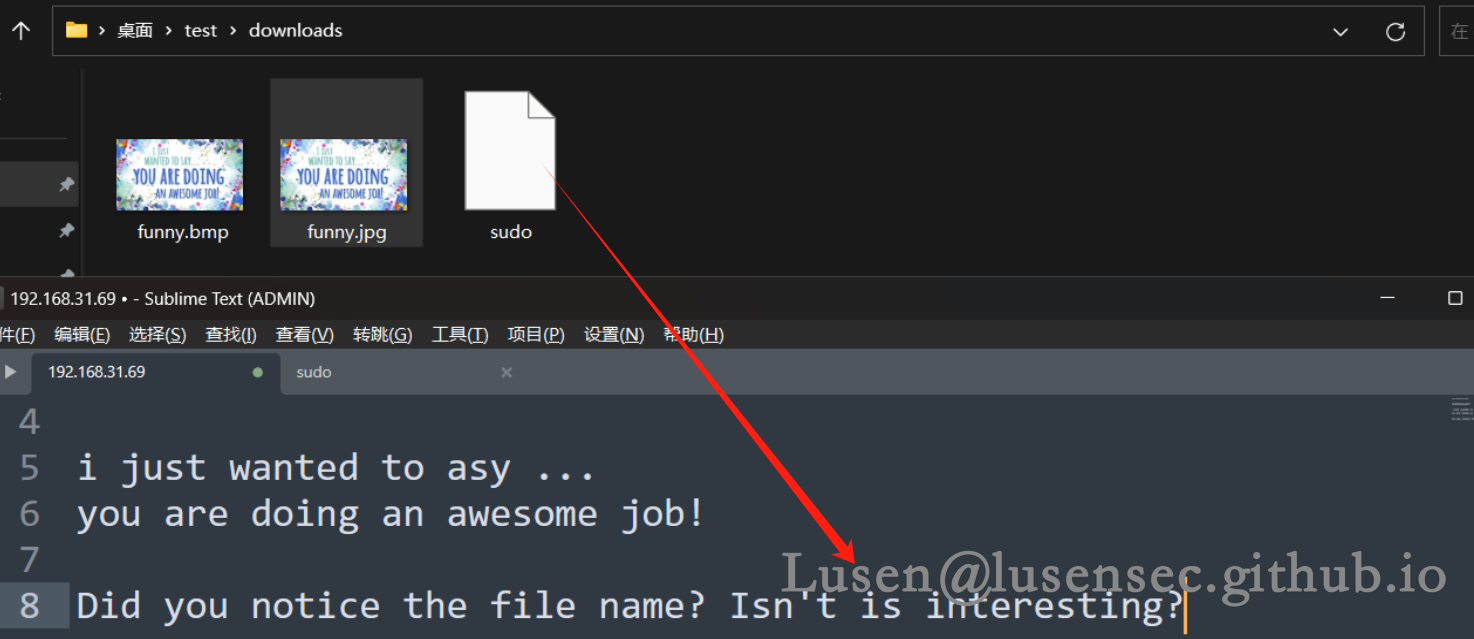 桌面 test downloads
在
I JUST WANTED TO SAY... YOU ARE DOING AN AWESOME JOB!
I JUST WANTED TO SAY... YOU ARE DOING AN AWESOME JOB!
funny.bmp funny.jpg sudo
192.168.31.69 • - Sublime Text (ADMIN)
件(F) 编辑(E) 选择(S) 查找(I) 查看(V) 转跳(G) 工具(T) 项目(P) 设置(N) 帮助(H)
192.168.31.69 sudo
4
5 i just wanted to asy ...
6 you are doing an awesome job!
7
Lusen@lusensec.github.io
8 Did you notice the file name? Isn't is interesting?